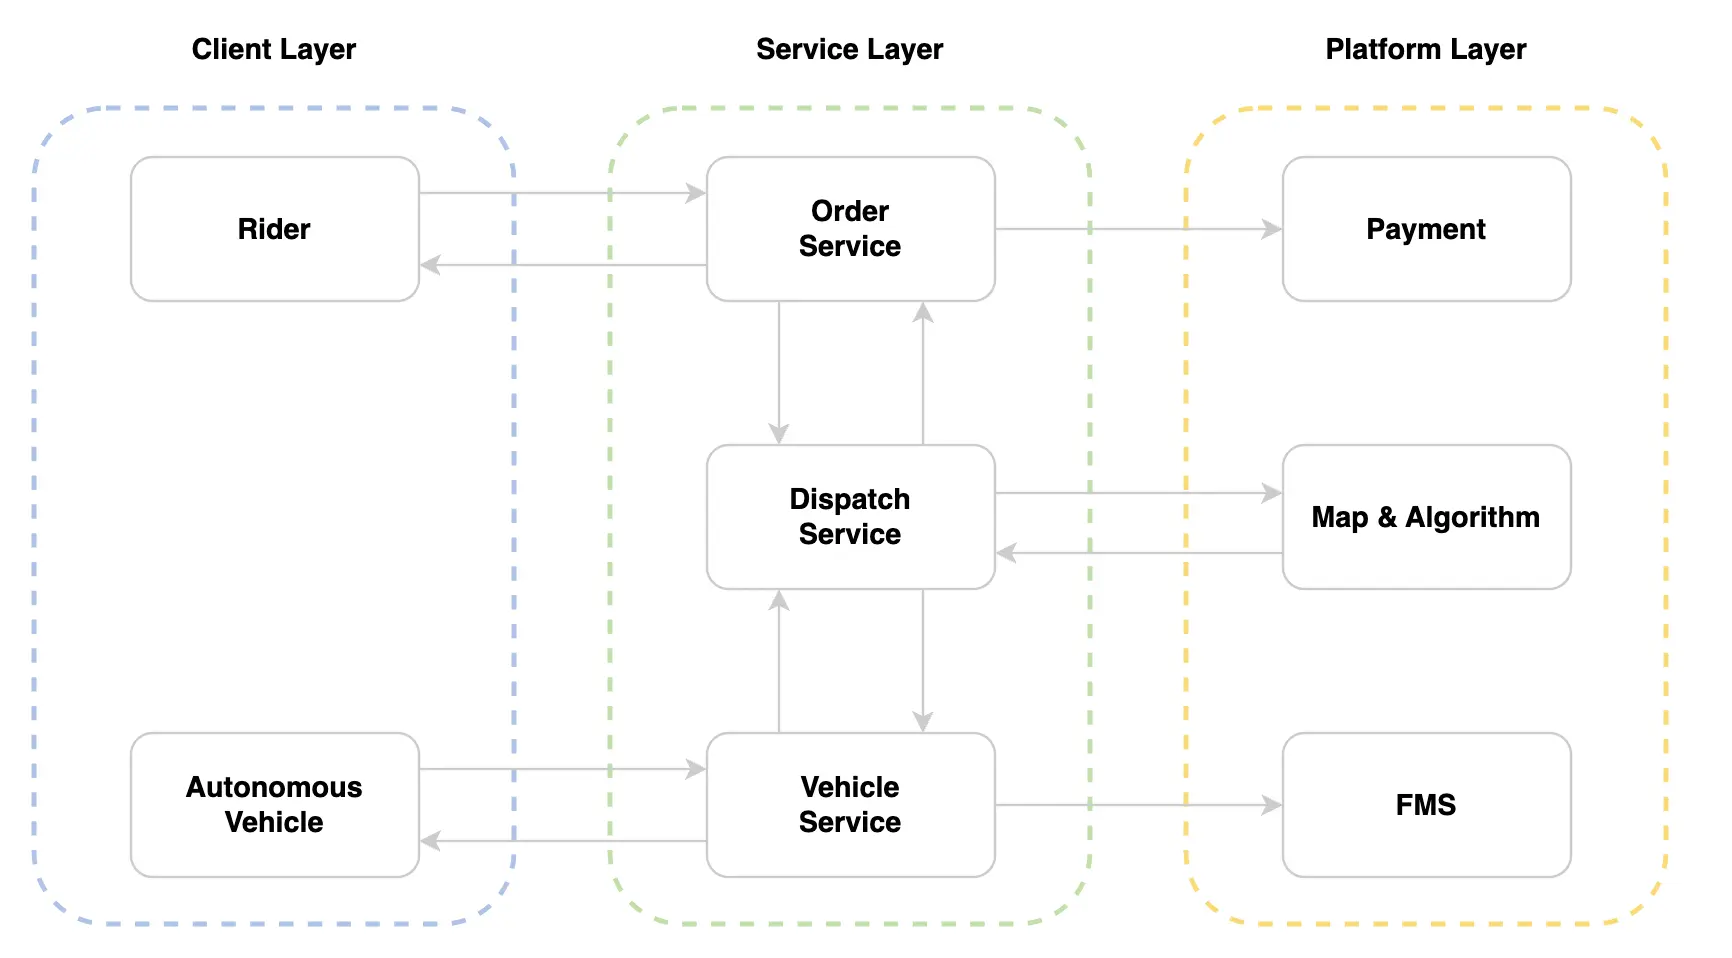 Client Layer
Service Layer
Platform Layer
Rider
Order
Service
Payment
Dispatch
Service
Map & Algorithm
Autonomous
Vehicle
Vehicle
Service
FMS